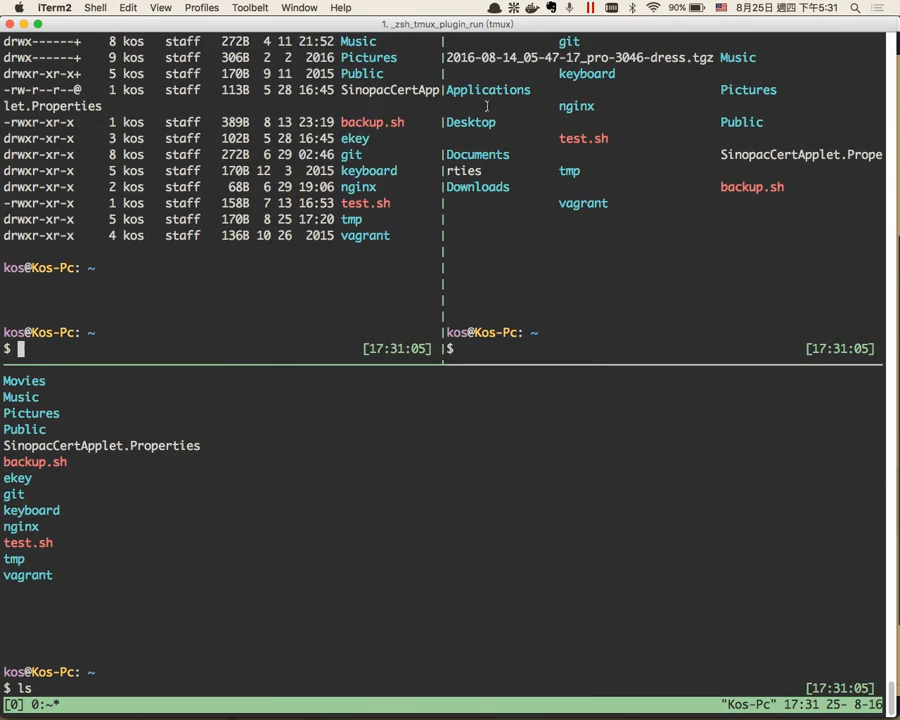 iTerm2 Shell Edit View Profiles Toolbelt Window Help 90% 8月25日 週四 下午5:31
1. _zsh_tmux_plugin_run (tmux)
drwx------+ 8 kos staff 272B 4 11 21:52 Music
drwx------+ 9 kos staff 306B 2 2 2016 Pictures
drwxr-xr-x+ 5 kos staff 170B 9 11 2015 Public
-rw-r--r--@ 1 kos staff 113B 5 28 16:45 SinopacCertApp
let.Properties
-rwxr-xr-x 1 kos staff 389B 8 13 23:19 backup.sh
drwxr-xr-x 3 kos staff 102B 5 28 16:45 ekey
drwxr-xr-x 8 kos staff 272B 6 29 02:46 git
drwxr-xr-x 5 kos staff 170B 12 3 2015 keyboard
drwxr-xr-x 2 kos staff 68B 6 29 19:06 nginx
-rwxr-xr-x 1 kos staff 158B 7 13 16:53 test.sh
drwxr-xr-x 5 kos staff 170B 8 25 17:20 tmp
drwxr-xr-x 4 kos staff 136B 10 26 2015 vagrant
kos@Kos-Pc: ~
kos@Kos-Pc: ~
$ [17:31:05]
git
2016-08-14_05-47-17_pro-3046-dress.tgz Music
keyboard
Applications Pictures
nginx
Desktop Public
test.sh
Documents SinopacCertApplet.Prope
rties tmp
Downloads backup.sh
vagrant
kos@Kos-Pc: ~
$ [17:31:05]
Movies
Music
Pictures
Public
SinopacCertApplet.Properties
backup.sh
ekey
git
keyboard
nginx
test.sh
tmp
vagrant
kos@Kos-Pc: ~
$ ls [17:31:05]
[0] 0:~* "Kos-Pc" 17:31 25- 8-16